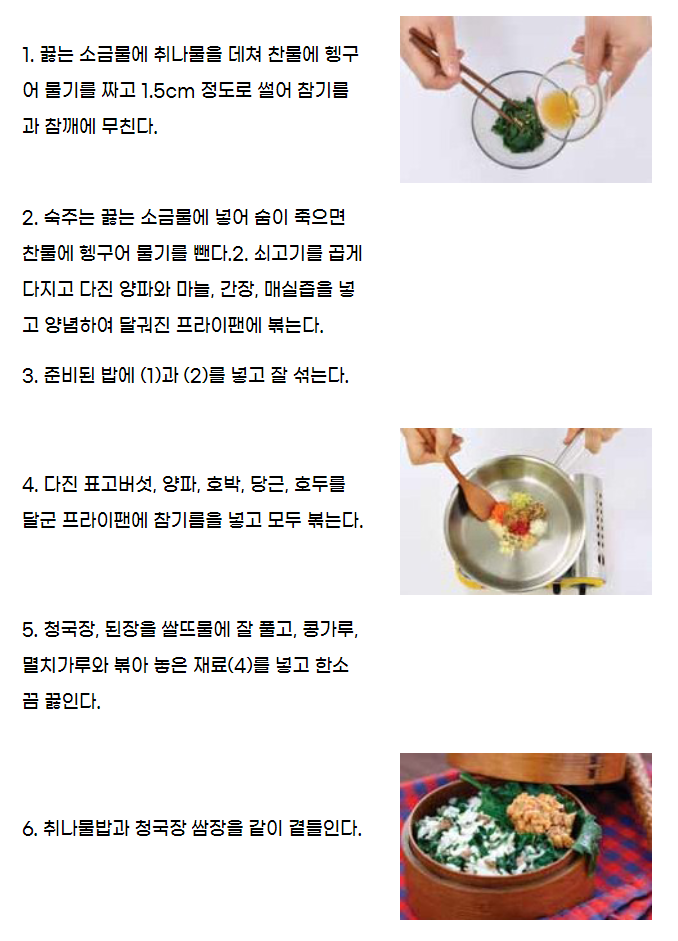 1. 끓는 소금물에 취나물을 데쳐 찬물에 헹구
어 물기를 짜고 1.5cm 정도로 썰어 참기름
과 참깨에 무친다.
2. 숙주는 끓는 소금물에 넣어 숨이 죽으면
찬물에 헹구어 물기를 뺀다.2. 쇠고기를 곱게
다지고 다진 양파와 마늘, 간장, 매실즙을 넣
고 양념하여 달궈진 프라이팬에 볶는다.
3. 준비된 밥에 (1)과 (2)를 넣고 잘 섞는다.
4. 다진 표고버섯, 양파, 호박, 당근, 호두를
달군 프라이팬에 참기름을 넣고 모두 볶는다.
5. 청국장, 된장을 쌀뜨물에 잘 풀고, 콩가루,
멸치가루와 볶아 놓은 재료(4)를 넣고 한소
끔 끓인다.
6. 취나물밥과 청국장 쌈장을 같이 곁들인다.